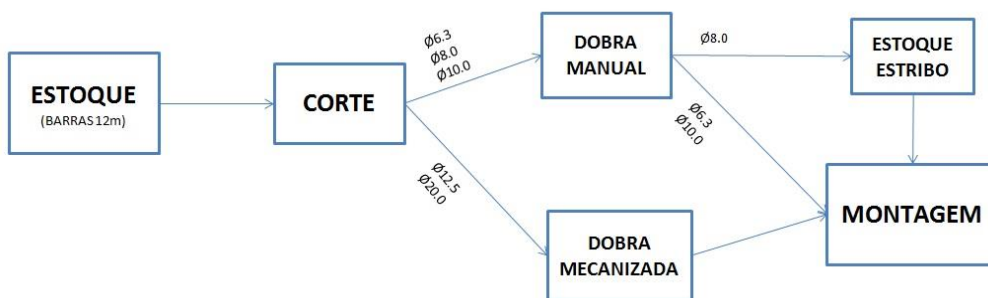 ESTOQUE
(BARRAS 12m)
CORTE
Ø6.3
Ø8.0
Ø10.0
Ø12.5
Ø20.0
DOBRA
MANUAL
DOBRA
MECANIZADA
Ø8.0
Ø6.3
Ø10.0
ESTOQUE
ESTRIBO
MONTAGEM